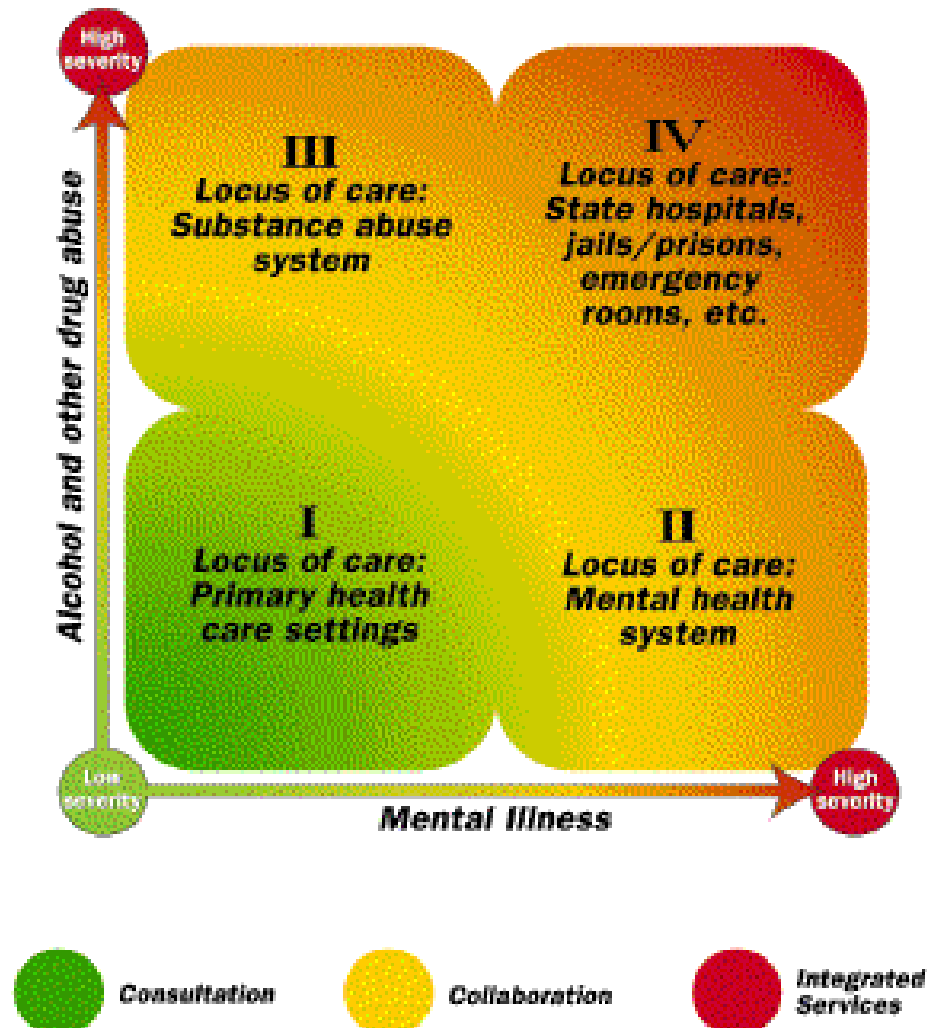 High
severity
III
Locus of care:
Substance abuse
system
IV
Locus of care:
State hospitals,
jails/prisons,
emergency
rooms, etc.
Alcohol and other drug abuse
I
Locus of care:
Primary health
care settings
II
Locus of care:
Mental health
system
Low
severity
High
severity
Mental Illness
Consultation
Collaboration
Integrated
Services